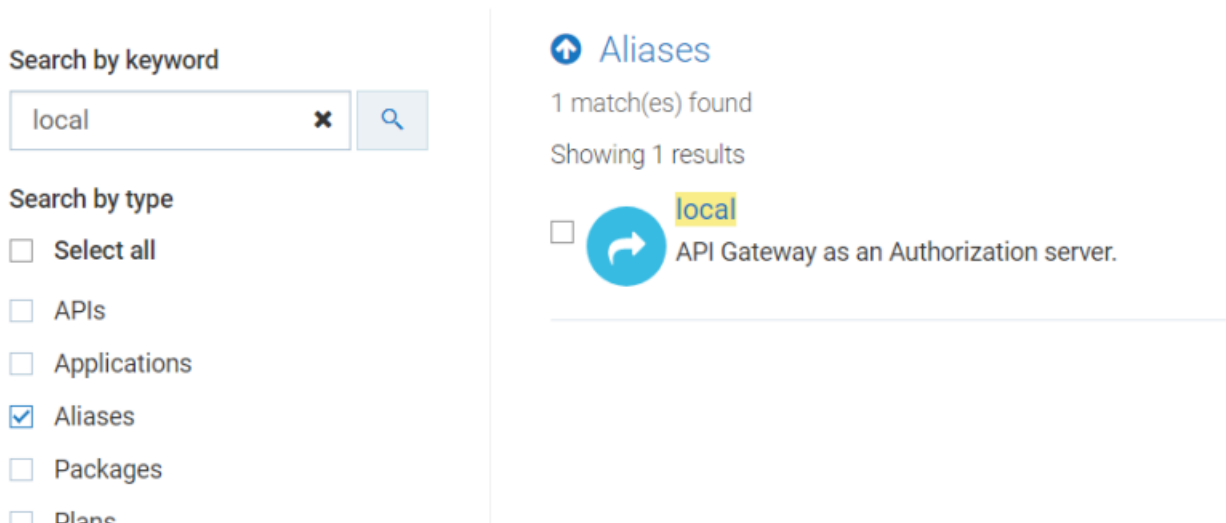 Search by keyword
local
Search by type
Select all
APIs
Applications
Aliases
Packages
Plans
Aliases
1 match(es) found
Showing 1 results
local
API Gateway as an Authorization server.